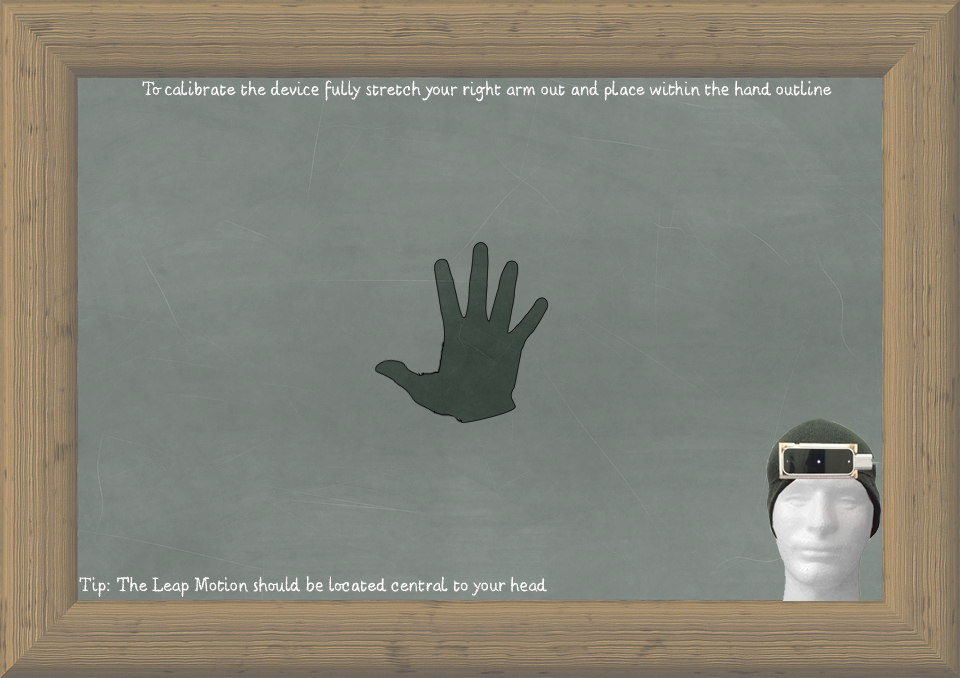 To calibrate the device fully stretch your right arm out and place within the hand outline
Tip: The Leap Motion should be located central to your head